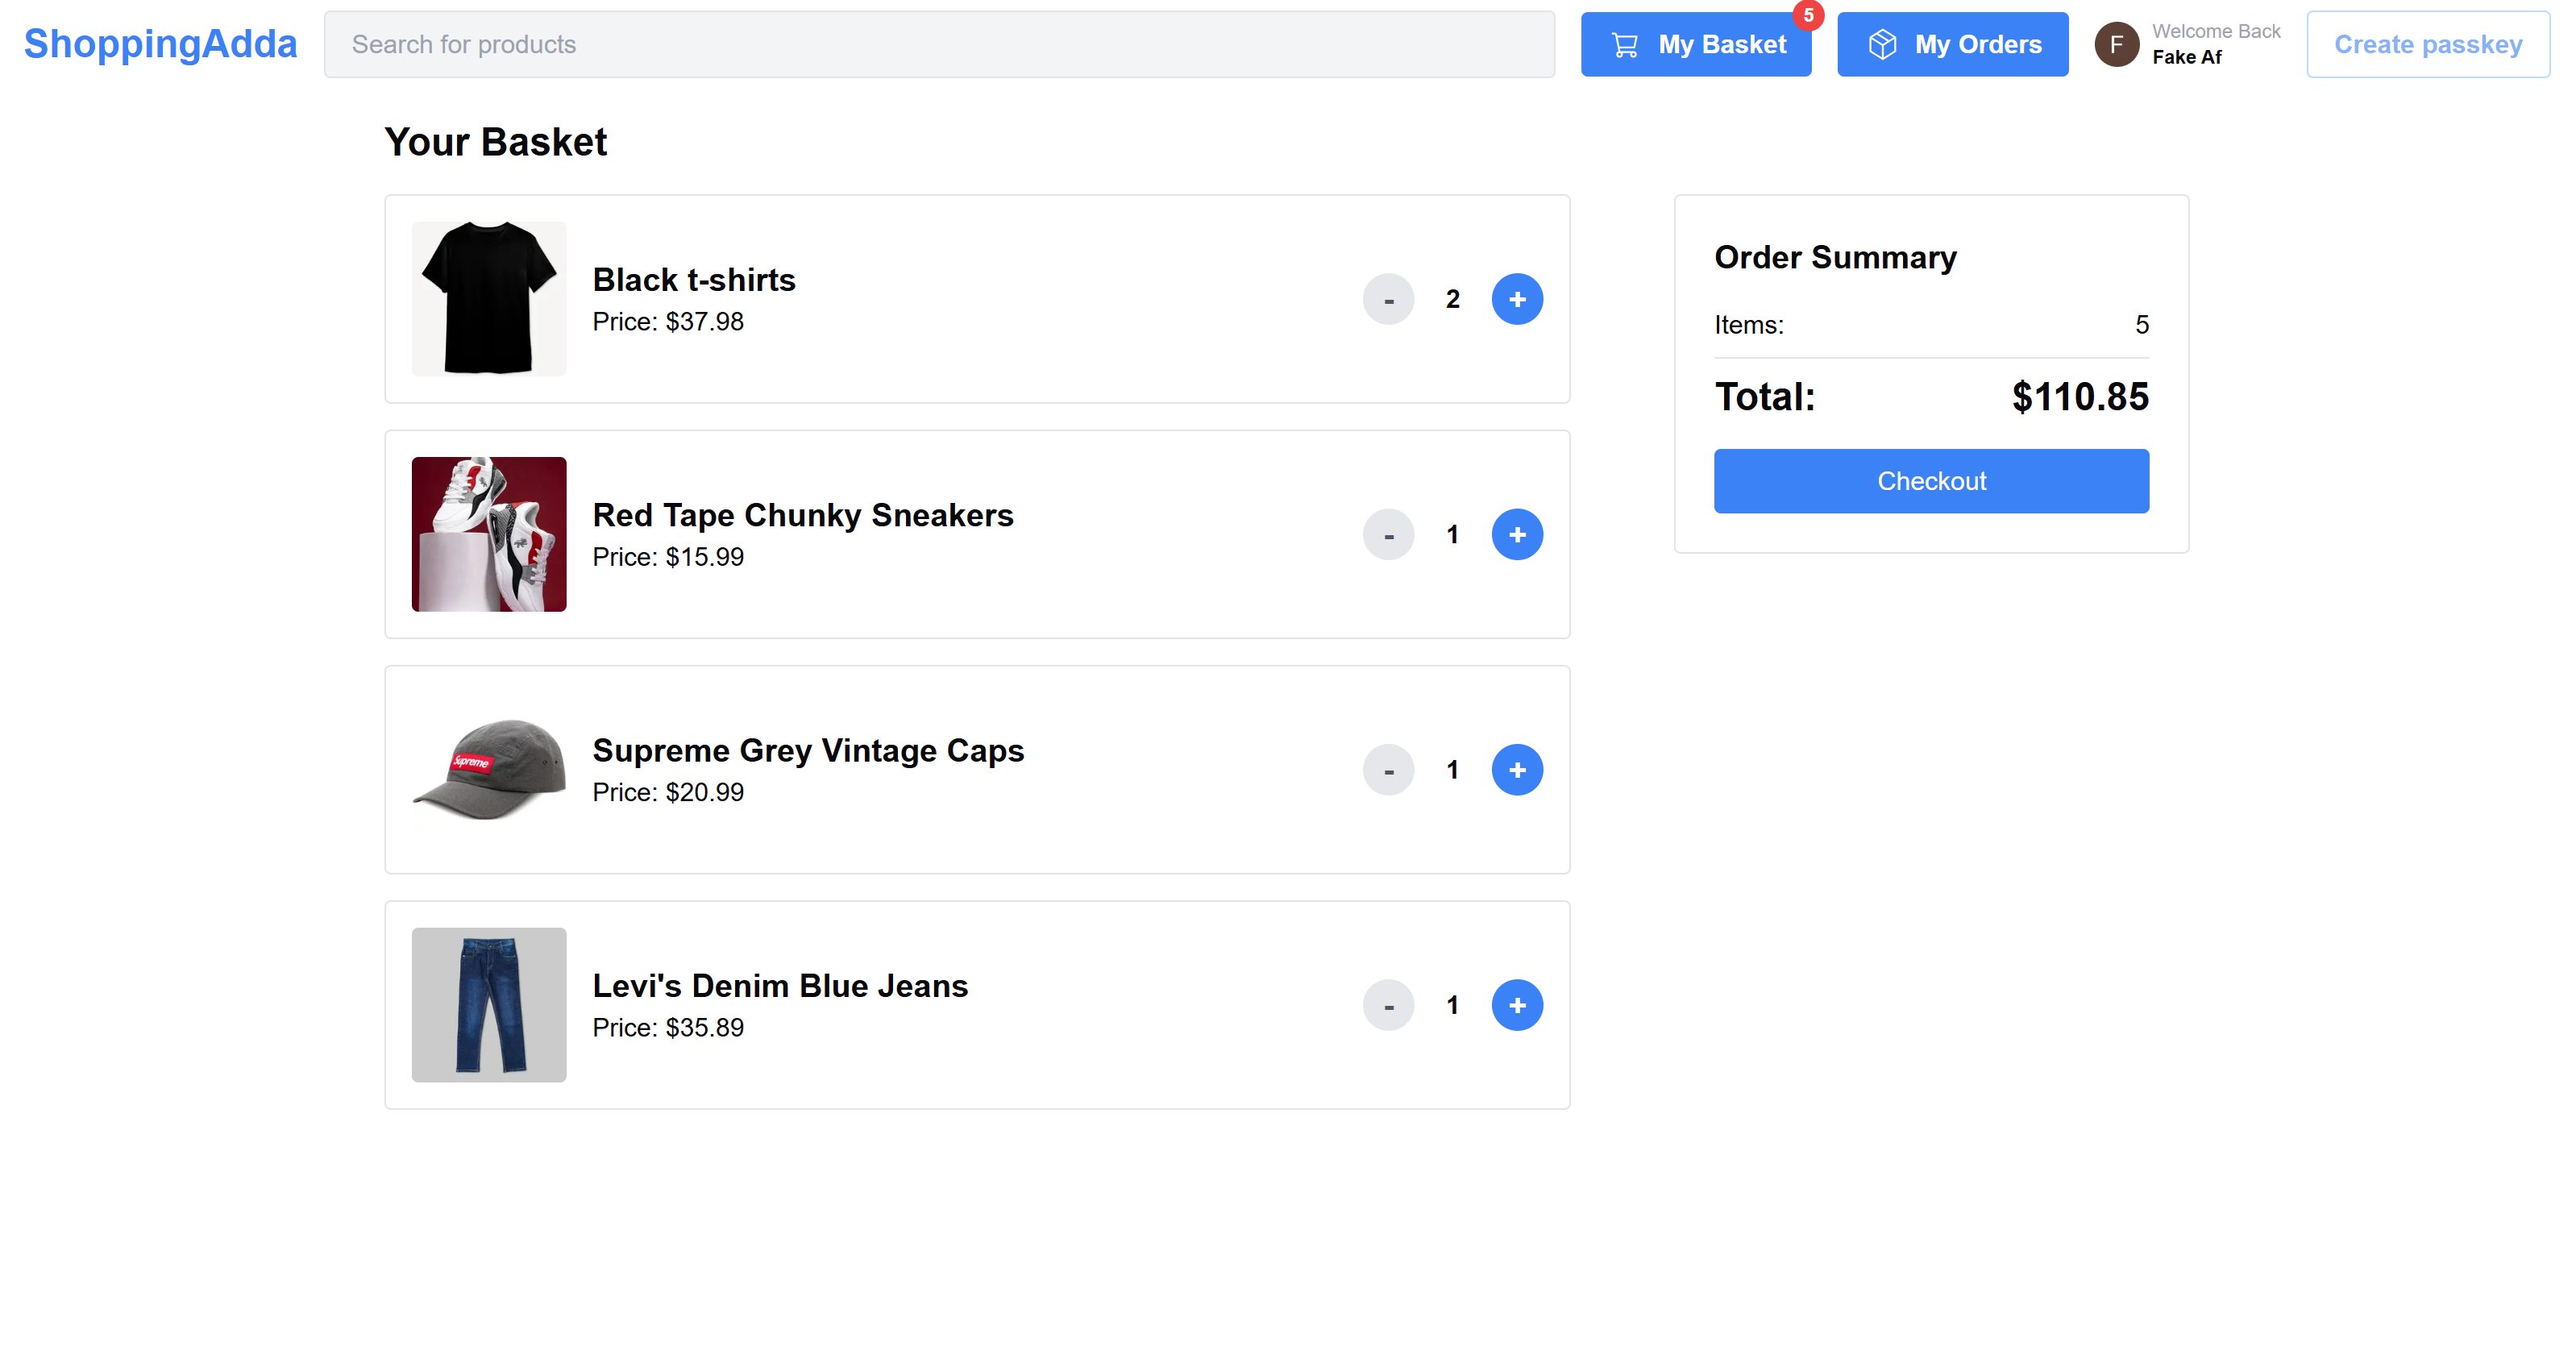 ShoppingAdda
Search for products
My Basket
5
My Orders
F
Welcome Back
Fake Af
Create passkey
Your Basket
Black t-shirts
Price: $37.98
- 2 +
Red Tape Chunky Sneakers
Price: $15.99
- 1 +
Supreme
Supreme Grey Vintage Caps
Price: $20.99
- 1 +
Levi's Denim Blue Jeans
Price: $35.89
- 1 +
Order Summary
Items: 5
Total: $110.85
Checkout